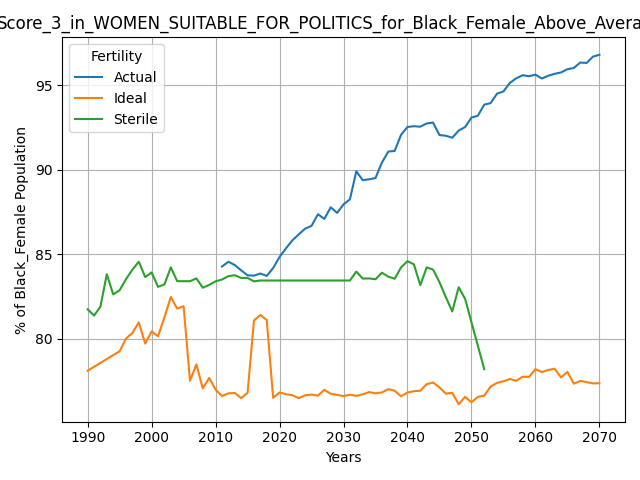 Score_3_in_WOMEN_SUITABLE_FOR_POLITICS_for_Black_Female_Above_Avera
Fertility
Actual
Ideal
Sterile
% of Black_Female Population
95
90
85
80
1990 2000 2010 2020 2030 2040 2050 2060 2070
Years